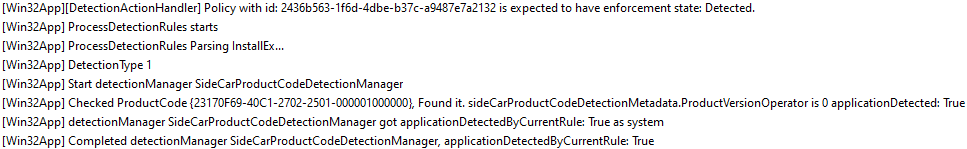 [Win32App][DetectionActionHandler] Policy with id: 2436b563-1f6d-4dbe-b37c-a9487e7a2132 is expected to have enforcement state: Detected.
[Win32App] ProcessDetectionRules starts
[Win32App] ProcessDetectionRules Parsing InstallEx...
[Win32App] DetectionType 1
[Win32App] Start detectionManager SideCarProductCodeDetectionManager
[Win32App] Checked ProductCode {23170F69-40C1-2702-2501-000001000000}, Found it. sideCarProductCodeDetectionMetadata.ProductVersionOperator is 0 applicationDetected: True
[Win32App] detectionManager SideCarProductCodeDetectionManager got applicationDetectedByCurrentRule: True as system
[Win32App] Completed detectionManager SideCarProductCodeDetectionManager, applicationDetectedByCurrentRule: True